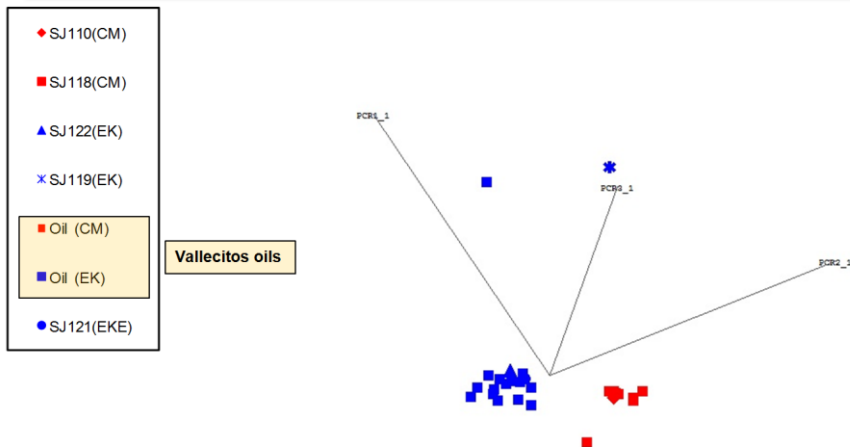 SJ110(CM)
SJ118(CM)
SJ122(EK)
SJ119(EK)
Oil (CM)
Oil (EK)
SJ121(EKE)
Vallecitos oils
PCR1_1
PCR3_1
PCR2_1